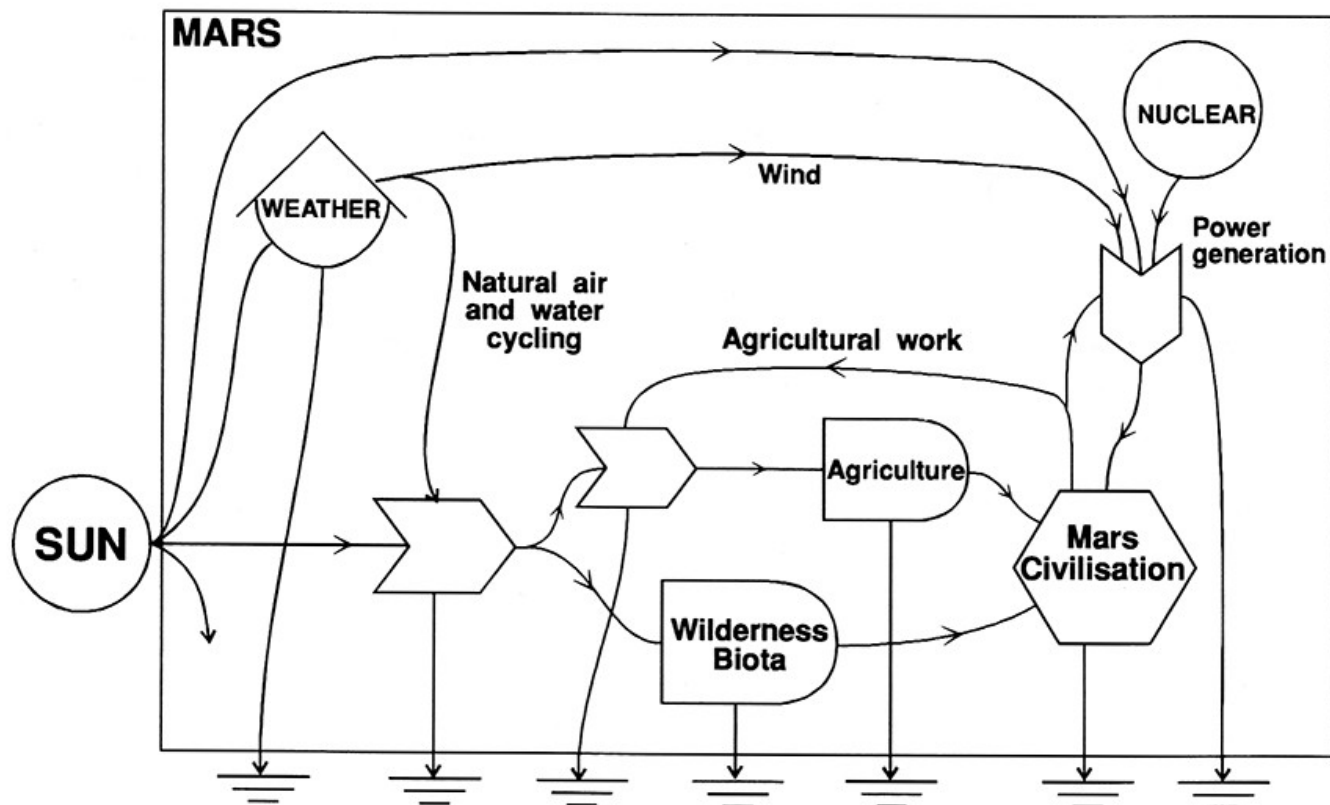 MARS
NUCLEAR
Wind
WEATHER
Power
generation
Natural air
and water
cycling
Agricultural work
Agriculture
SUN
Mars
Civilisation
Wilderness
Biota